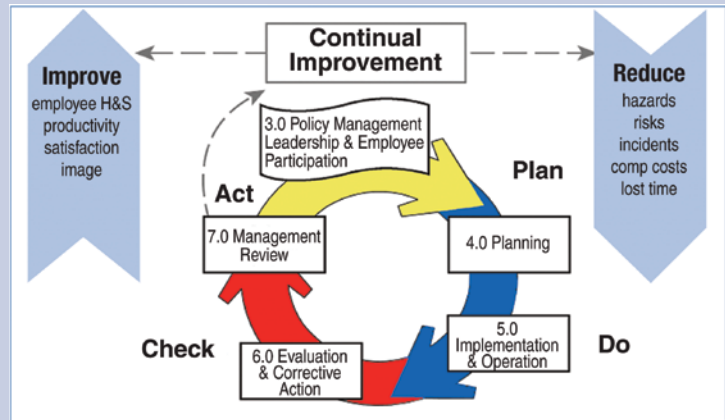 Continual
Improvement
Improve
employee H&S
productivity
satisfaction
image
Reduce
hazards
risks
incidents
comp costs
lost time
3.0 Policy Management
Leadership & Employee
Participation
Plan
Act
7.0 Management
Review
4.0 Planning
5.0
Implementation
& Operation
Do
Check
6.0 Evaluation
& Corrective
Action